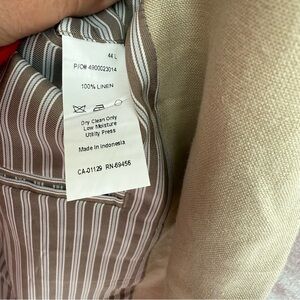 44 L
P/O# 4900023014
100% LINEN
Dry Clean Only
Low Moisture
Utility Press
Made in Indonesia
CA-01129 RN-69456